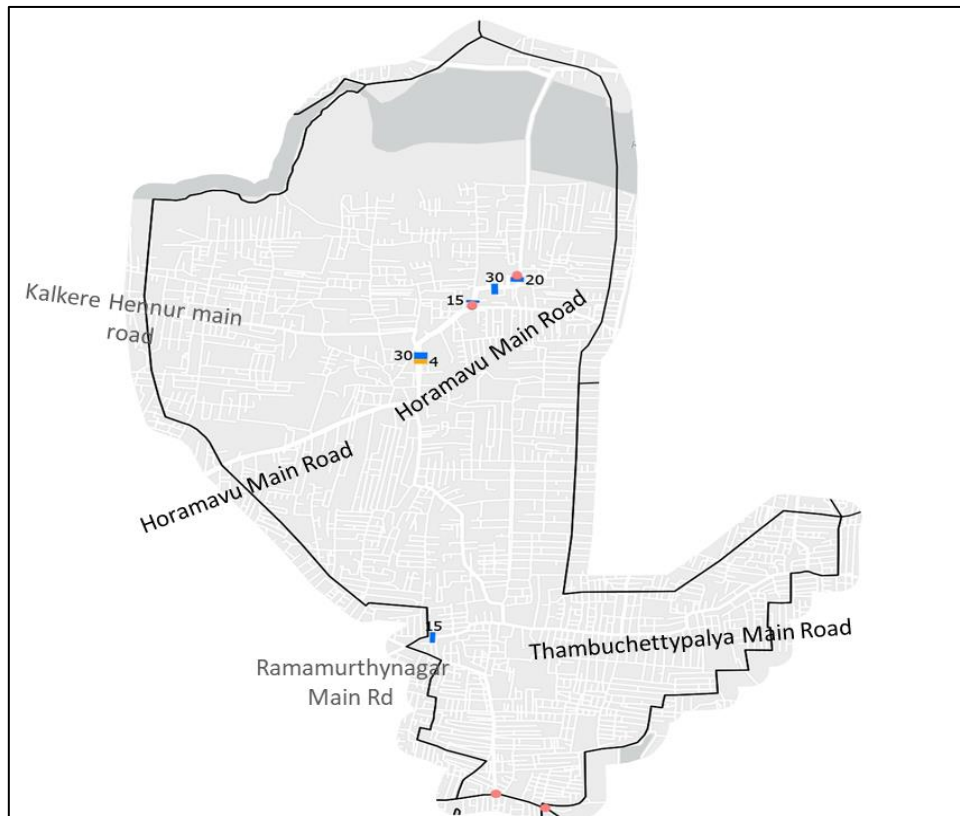 30
20
15
Kalkere Hennur main
road
30
4
Horamavu Main Road
Horamavu Main Road
15
Thambuchettypalya Main Road
Ramamurthynagar
Main Rd